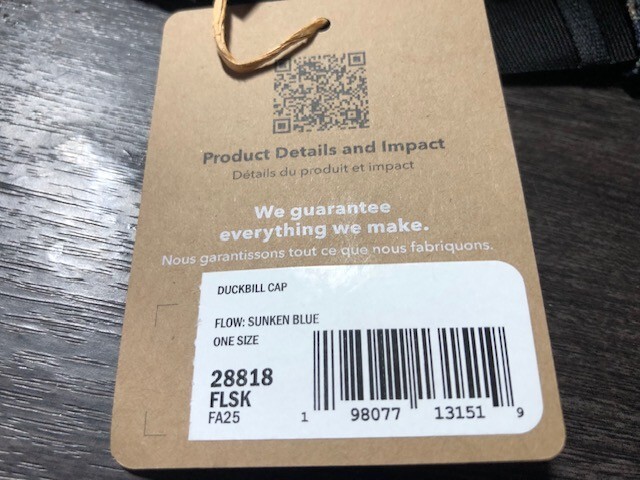 Product Details and Impact
Détails du produit et impact
We guarantee
everything we make.
Nous garantissons tout ce que nous fabriquons.
DUCKBILL CAP
FLOW: SUNKEN BLUE
ONE SIZE
28818
FLSK
FA25
1 98077 13151 9